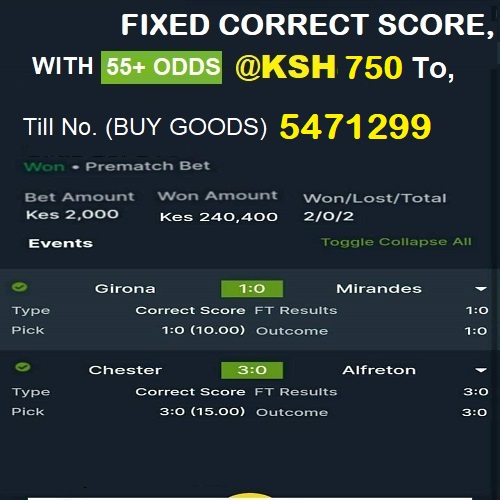 FIXED CORRECT SCORE,
WITH 55+ ODDS @KSH 750 To,
Till No. (BUY GOODS) 5471299
Won • Prematch Bet
Bet Amount Won Amount Won/Lost/Total
Kes 2,000 Kes 240,400 2/0/2
Events Toggle Collapse All
Girona 1:0 Mirandes
Type Correct Score FT Results 1:0
Pick 1:0 (10.00) Outcome 1:0
Chester 3:0 Alfreton
Type Correct Score FT Results 3:0
Pick 3:0 (15.00) Outcome 3:0